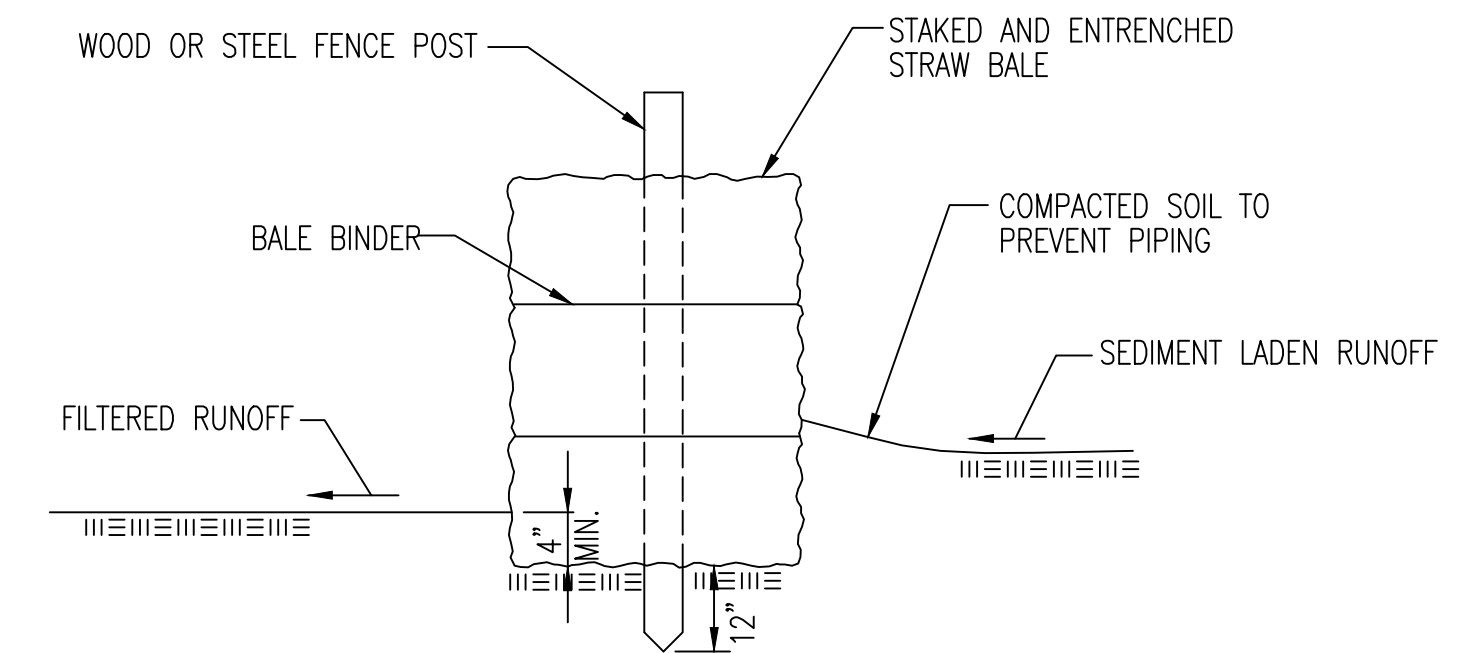 WOOD OR STEEL FENCE POST
STAKED AND ENTRENCHED
STRAW BALE
COMPACTED SOIL TO
PREVENT PIPING
BALE BINDER
SEDIMENT LADEN RUNOFF
FILTERED RUNOFF
4"
MIN.
12"